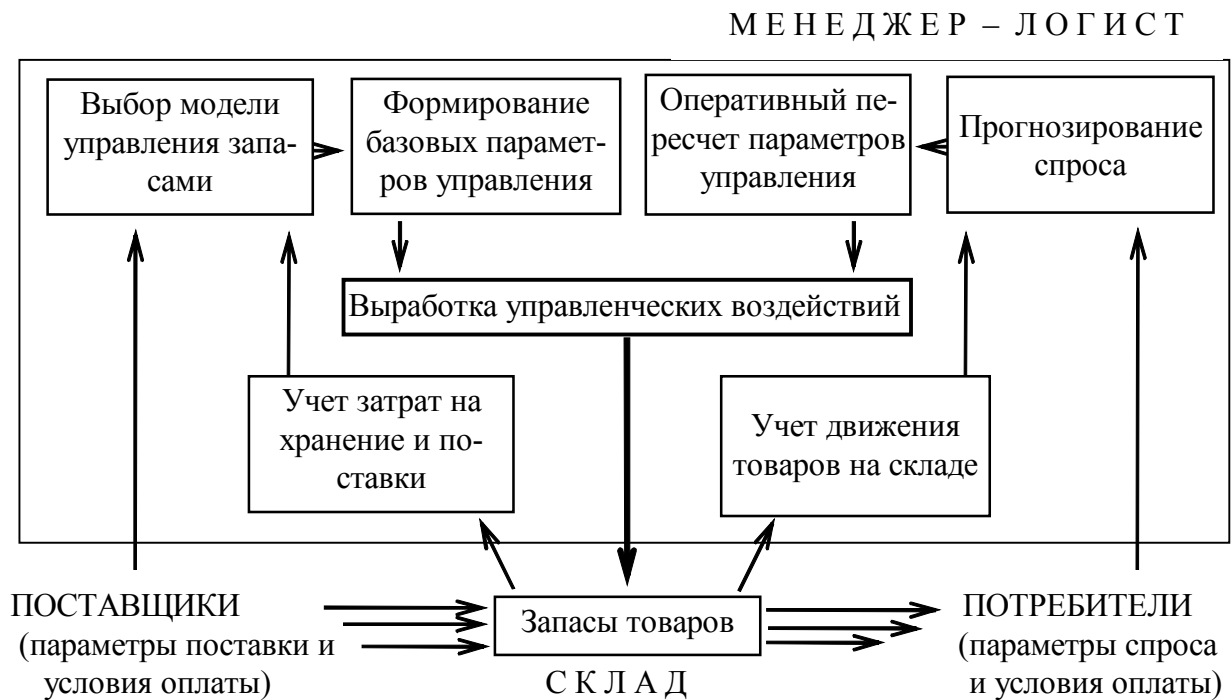 М Е Н Е Д Ж Е Р – Л О Г И С Т
Выбор модели
управления запа-
сами
Формирование
базовых парамет-
ров управления
Оперативный пе-
ресчет параметров
управления
Прогнозирование
спроса
Выработка управленческих воздействий
Учет затрат на
хранение и по-
ставки
Учет движения
товаров на складе
ПОСТАВЩИКИ
(параметры поставки и
условия оплаты)
Запасы товаров
С К Л А Д
ПОТРЕБИТЕЛИ
(параметры спроса
и условия оплаты)